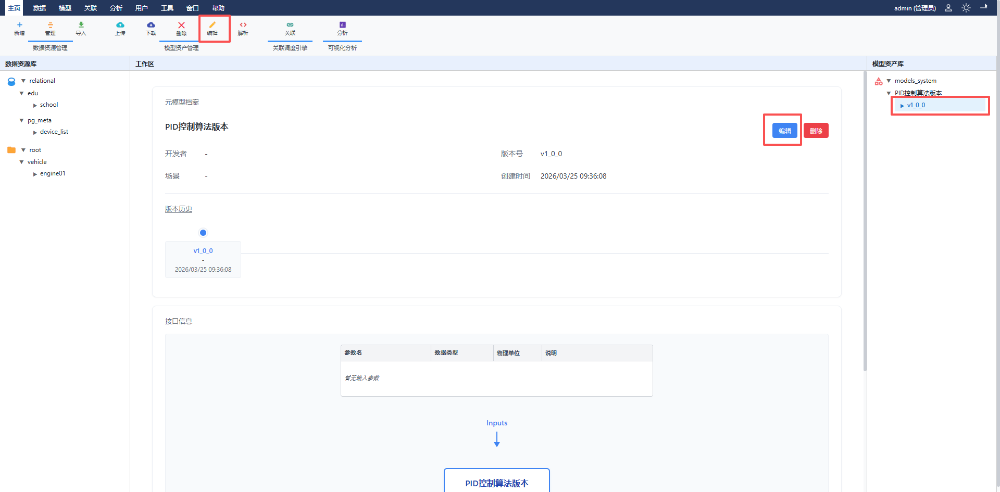 主页 数据 模型 关联 分析 用户 工具 窗口 帮助 admin (管理员)
新增 管理 导入 上传 下载 删除 编辑 解析 关联 分析
数据资源管理 模型资产管理 关联调度引擎 可视化分析
数据资源库
relational
edu
school
pg_meta
device_list
root
vehicle
engine01
工作区
元模型档案
PID控制算法版本
编辑 删除
开发者 - 版本号 v1_0_0
场景 - 创建时间 2026/03/25 09:36:08
版本历史
v1_0_0
-
2026/03/25 09:36:08
接口信息
参数名 数据类型 物理单位 说明
暂无输入参数
Inputs
PID控制算法版本
模型资产库
models_system
PID控制算法版本
v1_0_0